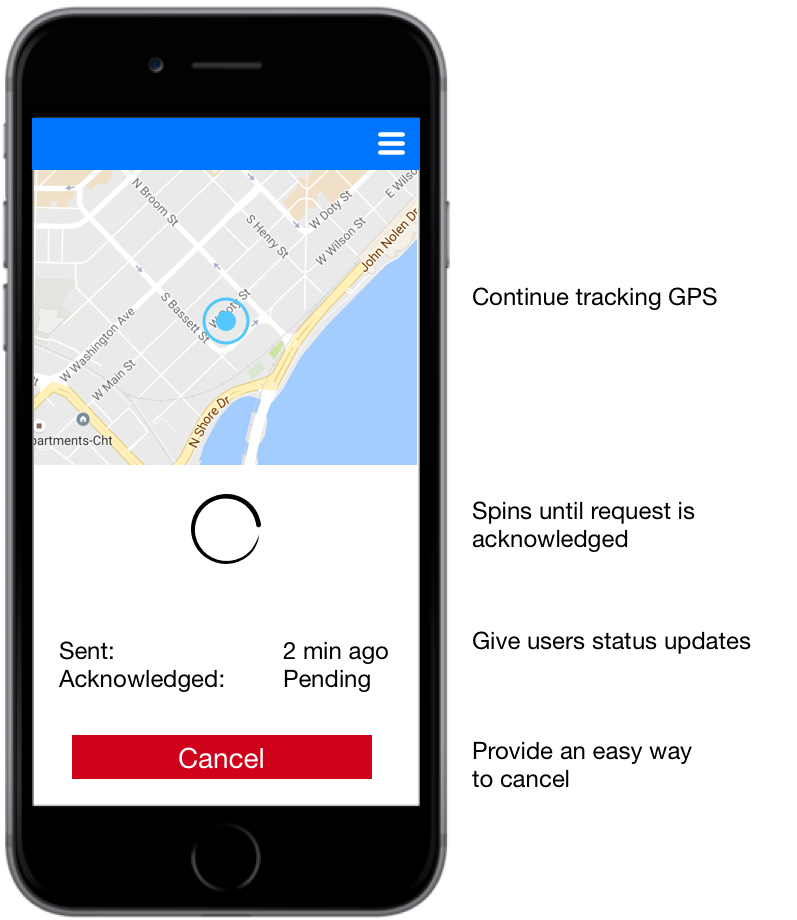 N Broom St
S Henry St
W Doty St
E Wilso
W Wilson St
John Nolen Dr
W Doty St
S Bassett St
W Washington Ave
W Main St
N Shore Dr
partments-Cht
Continue tracking GPS
Spins until request is
acknowledged
Sent: 2 min ago
Acknowledged: Pending
Give users status updates
Cancel
Provide an easy way
to cancel